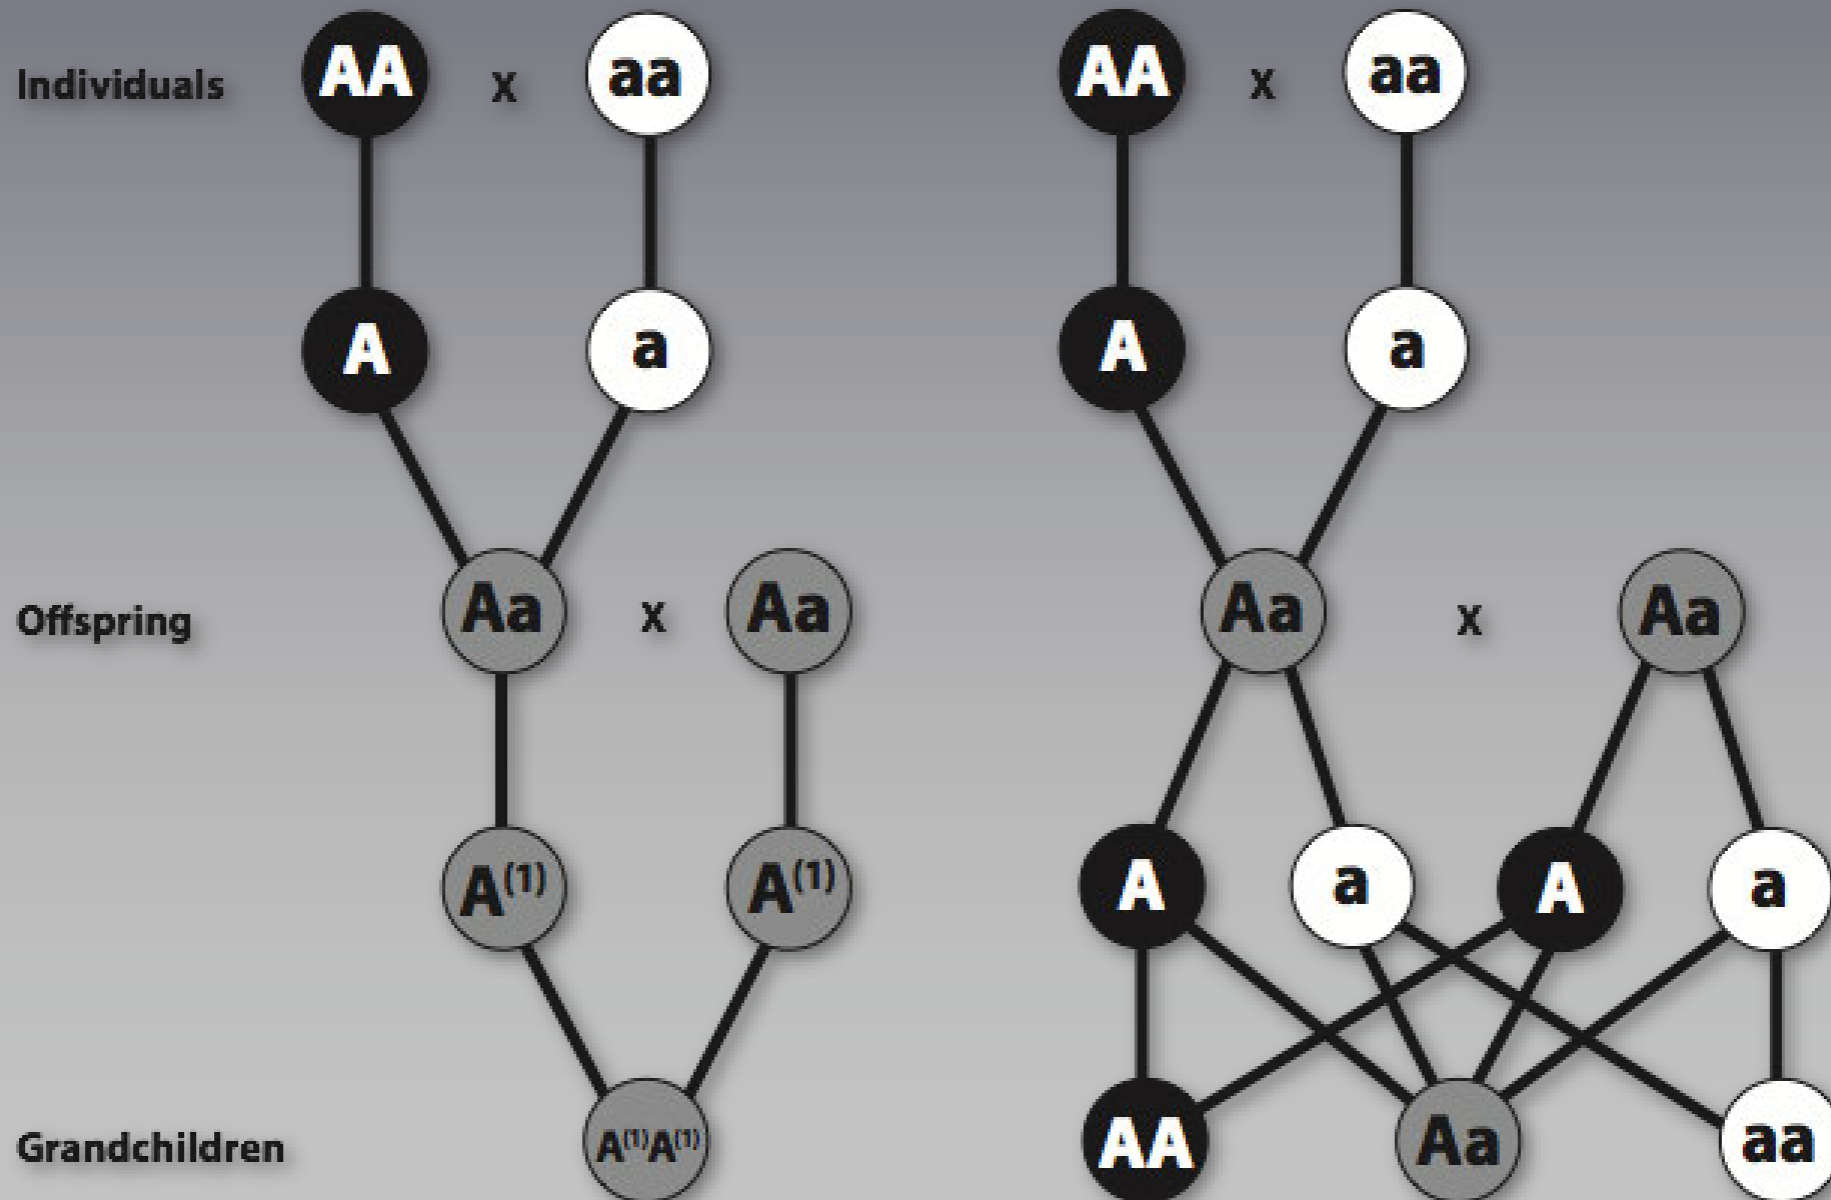 Individuals AA x aa AA x aa
A a A a
Offspring Aa x Aa Aa x Aa
A(1) A(1) A a A a
Grandchildren A(1)A(1) AA Aa aa